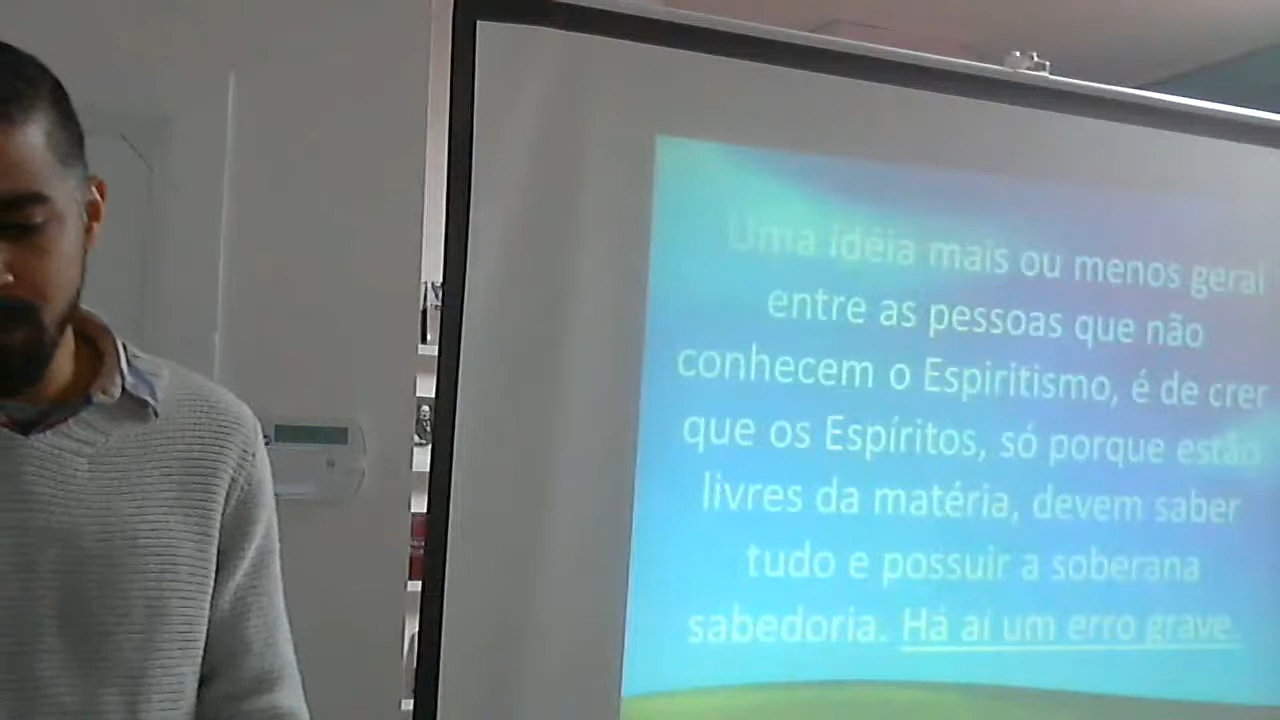 Uma idéia mais ou menos geral
entre as pessoas que não
conhecem o Espiritismo, é de crer
que os Espíritos, só porque estão
livres da matéria, devem saber
tudo e possuir a soberana
sabedoria. Há aí um erro grave.